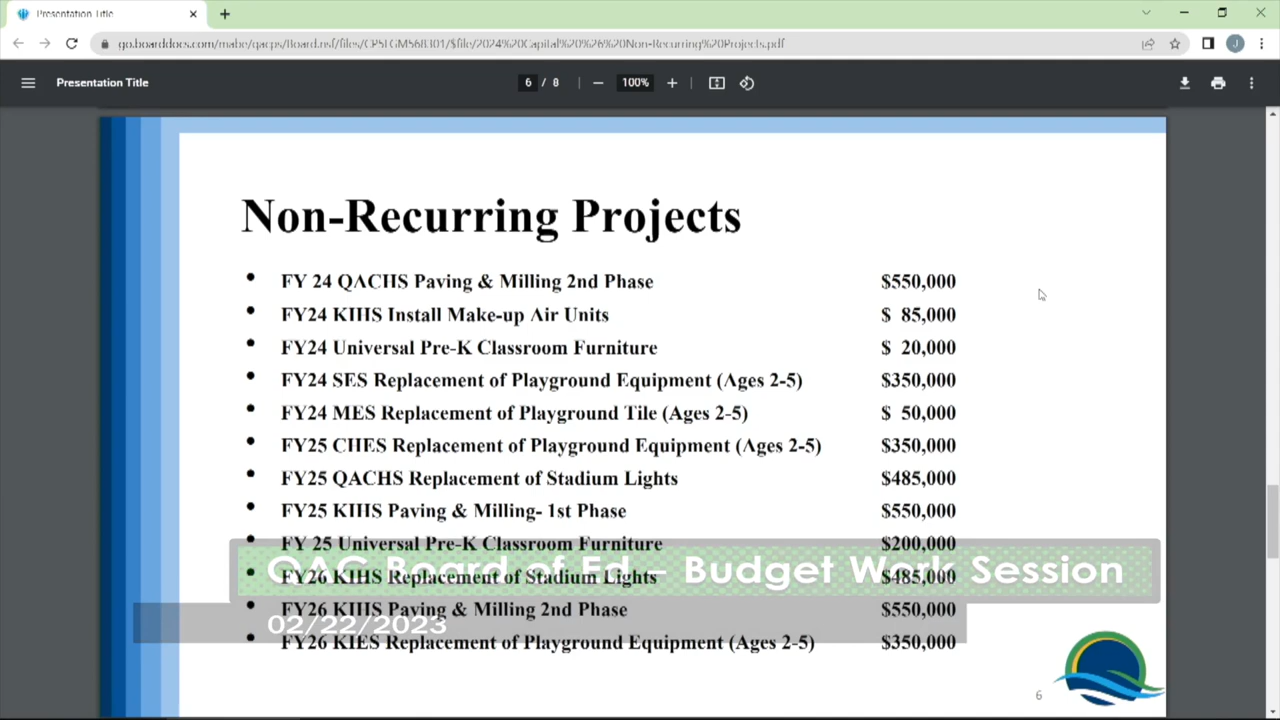 Presentation Title
go.boarddocs.com/mabe/qacps/Board.nsf/files/CP5LGM568301/$file/2024%20Capital%20%26%20Non-Recurring%20Projects.pdf
Presentation Title
6 / 8
100%
Non-Recurring Projects
• FY 24 QACHS Paving & Milling 2nd Phase $550,000
• FY24 KIHS Install Make-up Air Units $ 85,000
• FY24 Universal Pre-K Classroom Furniture $ 20,000
• FY24 SES Replacement of Playground Equipment (Ages 2-5) $350,000
• FY24 MES Replacement of Playground Tile (Ages 2-5) $ 50,000
• FY25 CHES Replacement of Playground Equipment (Ages 2-5) $350,000
• FY25 QACHS Replacement of Stadium Lights $485,000
• FY25 KIHS Paving & Milling- 1st Phase $550,000
• FY 25 Universal Pre-K Classroom Furniture $200,000
QAC Board of Ed – Budget Work Session
• FY26 KIHS Replacement of Stadium Lights $485,000
• FY26 KIHS Paving & Milling 2nd Phase $550,000
02/22/2023
• FY26 KIES Replacement of Playground Equipment (Ages 2-5) $350,000
6
J